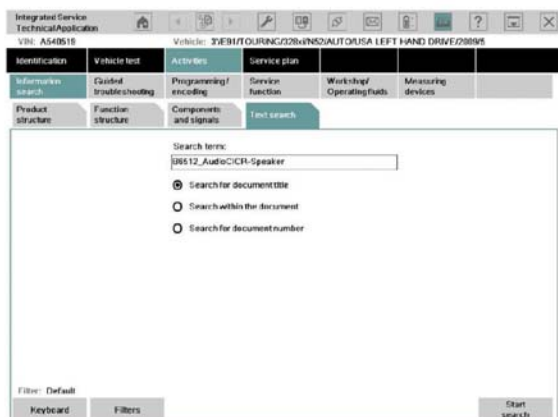 Integrated Service
Technical Application
VIN: A540519 Vehicle: 3'/E91/TOURING/328xi/N52/AUTO/USA LEFT HAND DRIVE/2009/5
Identification Vehicle test Activities Service plan
Information search Guided troubleshooting Programming/ encoding Service function Workshop/ Operating fluids Measuring devices
Product structure Function structure Components and signals Text search
Search term:
B6512_AudioCICR-Speaker
Search for document title
Search within the document
Search for document number
Filter: Default
Keyboard Filters Start search